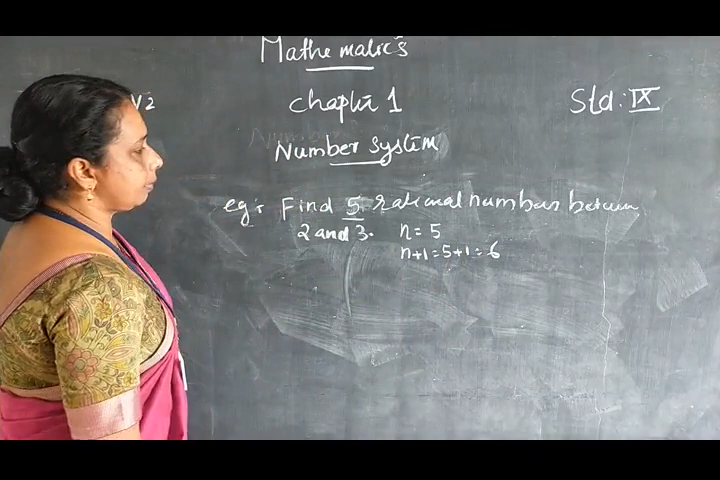 Mathematics
V2
Chapter 1
Std: IX
Number System
eg: Find 5 rational numbers between
2 and 3.
n = 5
n+1 = 5+1 = 6